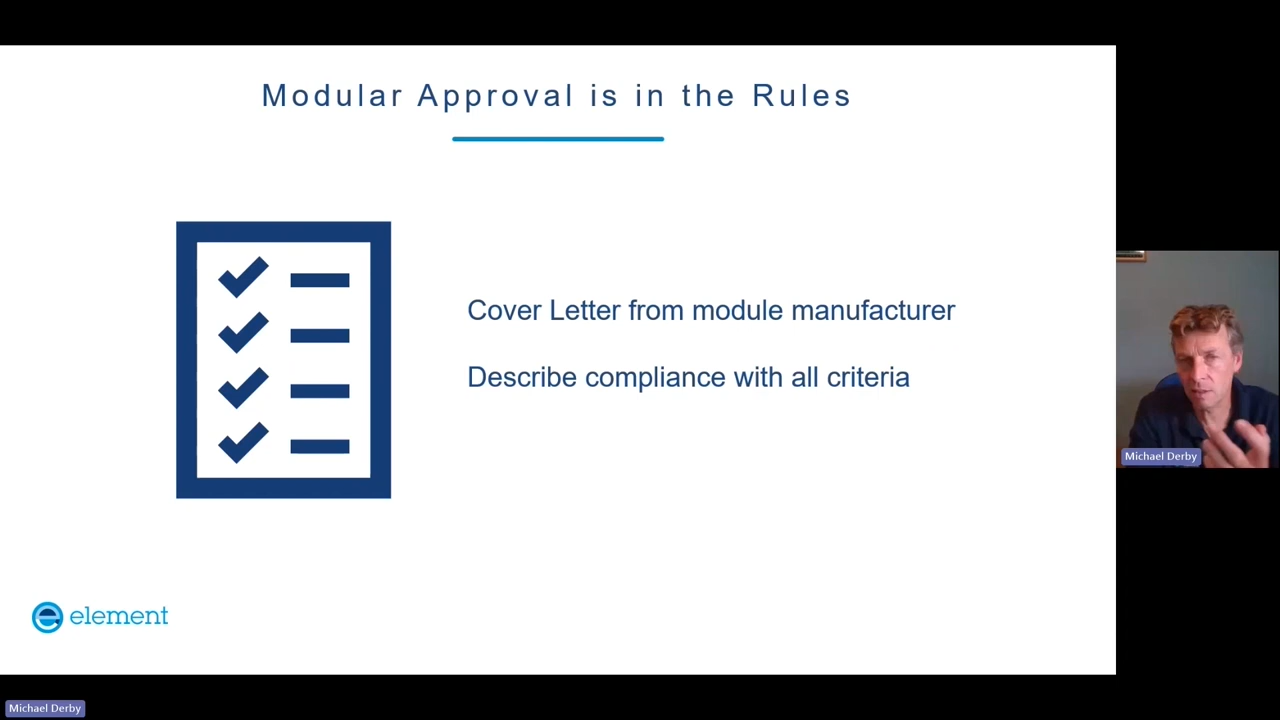 Modular Approval is in the Rules
Cover Letter from module manufacturer
Describe compliance with all criteria
element
Michael Derby
Michael Derby